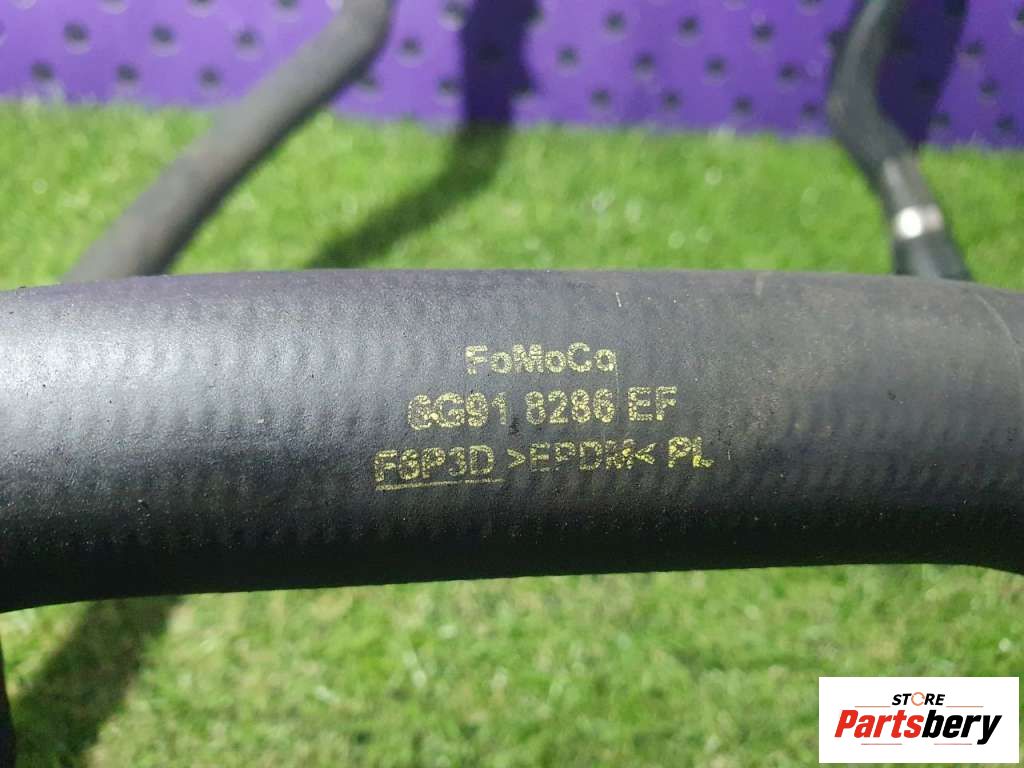 FoMoCo
6G91 8286 EF
F6P3D >EPDM< PL
STORE
Partsbery